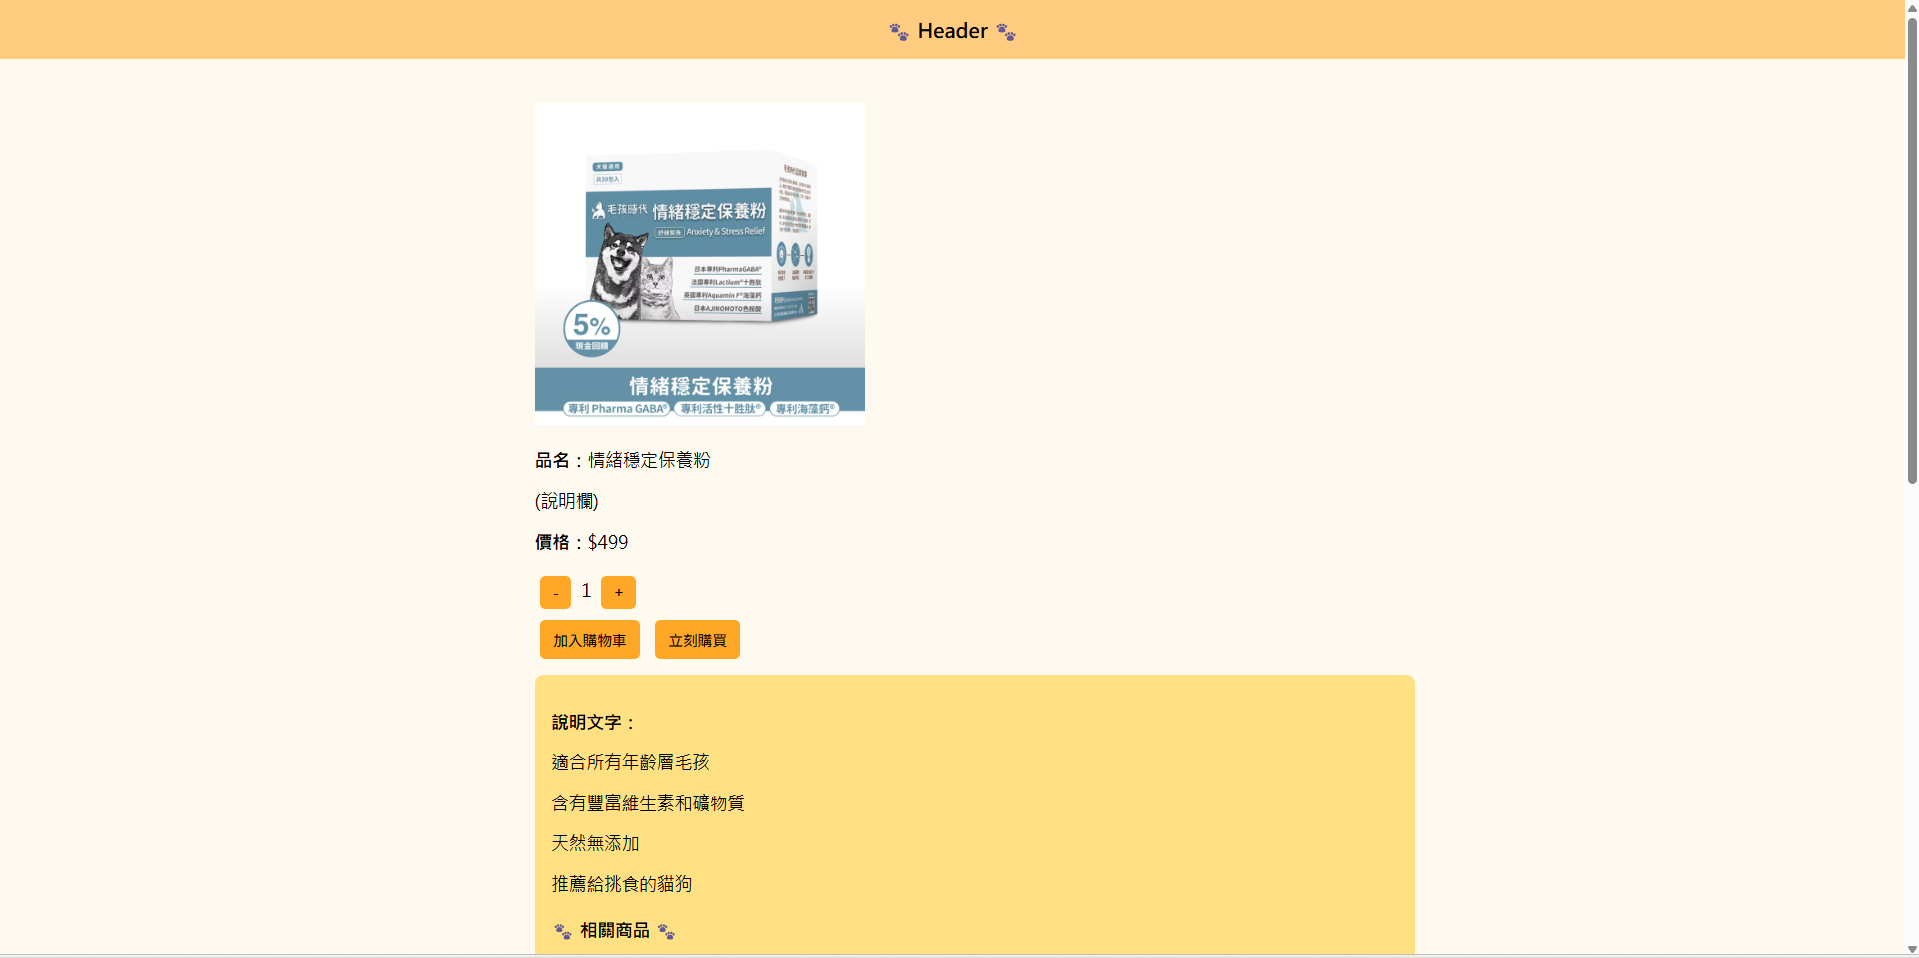 🐾 Header 🐾
犬貓適用
共30包入
毛孩時代 情緒穩定保養粉
舒緩緊張 Anxiety & Stress Relief
日本專利PharmaGABA®
法國專利Lactium®十胜肽
英國專利Aquamin F®海藻鈣
日本AJINOMOTO色胺酸
5%
現金回饋
情緒穩定保養粉
專利 Pharma GABA® 專利活性十胜肽® 專利海藻鈣®
品名：情緒穩定保養粉
(說明欄)
價格：$499
- 1 +
加入購物車 立刻購買
說明文字：
適合所有年齡層毛孩
含有豐富維生素和礦物質
天然無添加
推薦給挑食的貓狗
🐾 相關商品 🐾